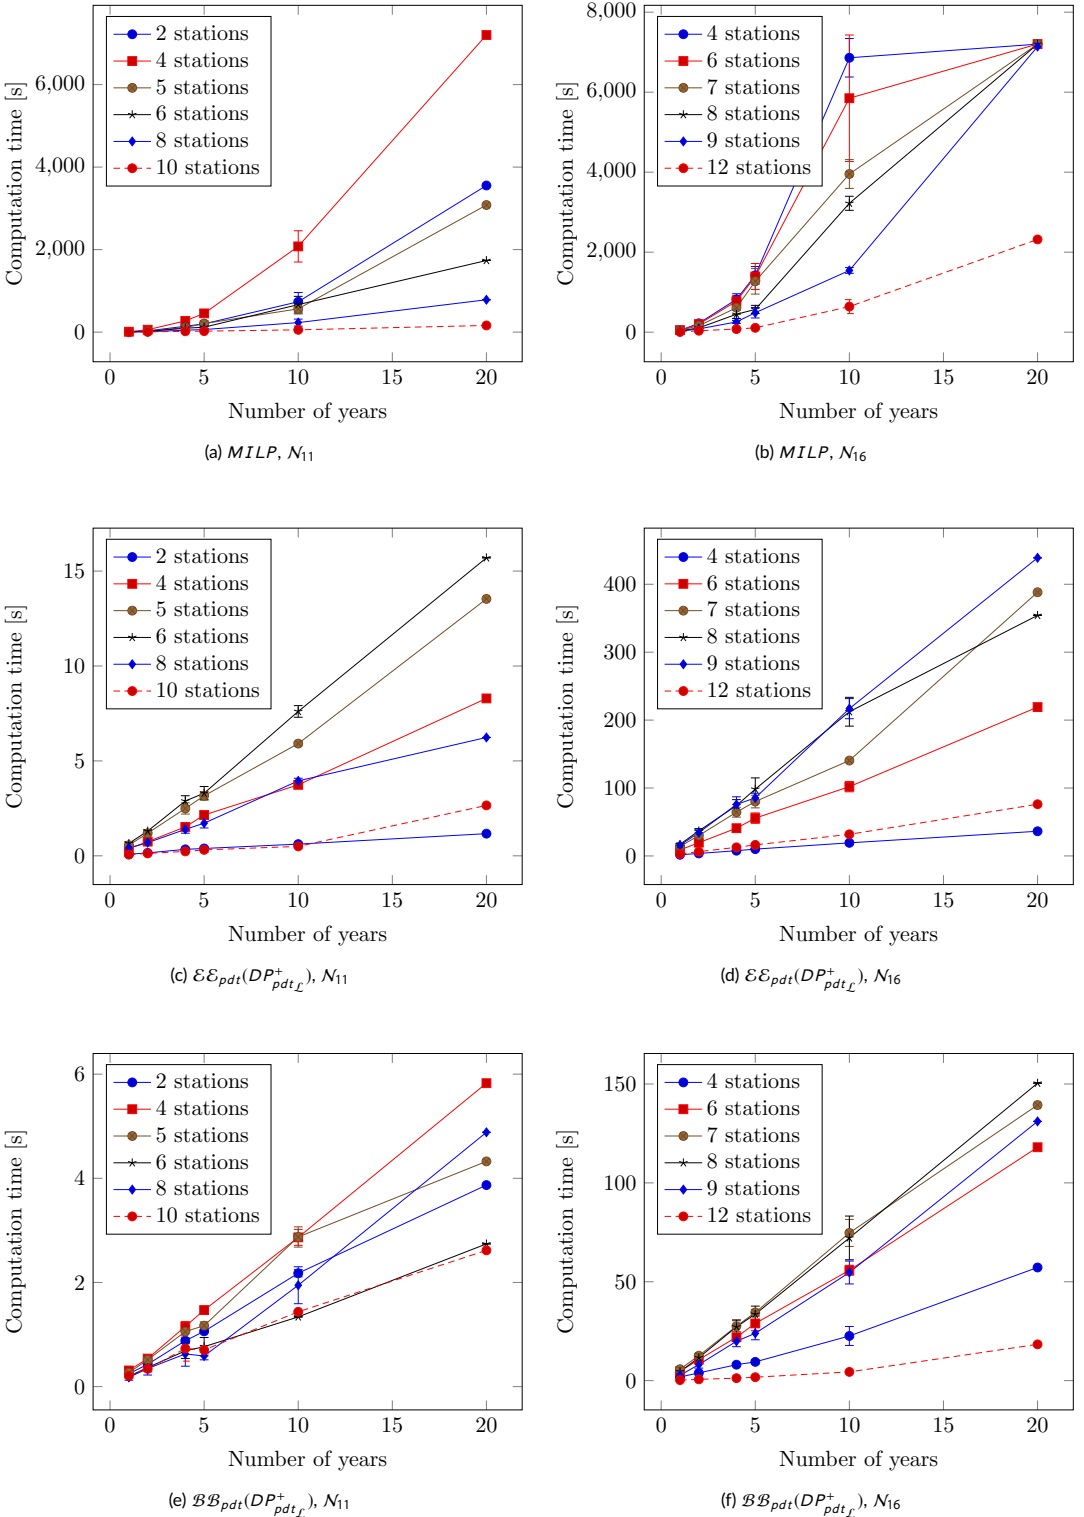 2 stations
4 stations
5 stations
6 stations
8 stations
10 stations
6,000
4,000
2,000
0
0 5 10 15 20
Computation time [s]
Number of years
(a) MILP, 𝒩₁₁
4 stations
6 stations
7 stations
8 stations
9 stations
12 stations
8,000
6,000
4,000
2,000
0
0 5 10 15 20
Computation time [s]
Number of years
(b) MILP, 𝒩₁₆
2 stations
4 stations
5 stations
6 stations
8 stations
10 stations
15
10
5
0
0 5 10 15 20
Computation time [s]
Number of years
(c) ℰℰ_pdt(DP⁺_pdt_ℒ), 𝒩₁₁
4 stations
6 stations
7 stations
8 stations
9 stations
12 stations
400
300
200
100
0
0 5 10 15 20
Computation time [s]
Number of years
(d) ℰℰ_pdt(DP⁺_pdt_ℒ), 𝒩₁₆
2 stations
4 stations
5 stations
6 stations
8 stations
10 stations
6
4
2
0
0 5 10 15 20
Computation time [s]
Number of years
(e) ℬℬ_pdt(DP⁺_pdt_ℒ), 𝒩₁₁
4 stations
6 stations
7 stations
8 stations
9 stations
12 stations
150
100
50
0
0 5 10 15 20
Computation time [s]
Number of years
(f) ℬℬ_pdt(DP⁺_pdt_ℒ), 𝒩₁₆